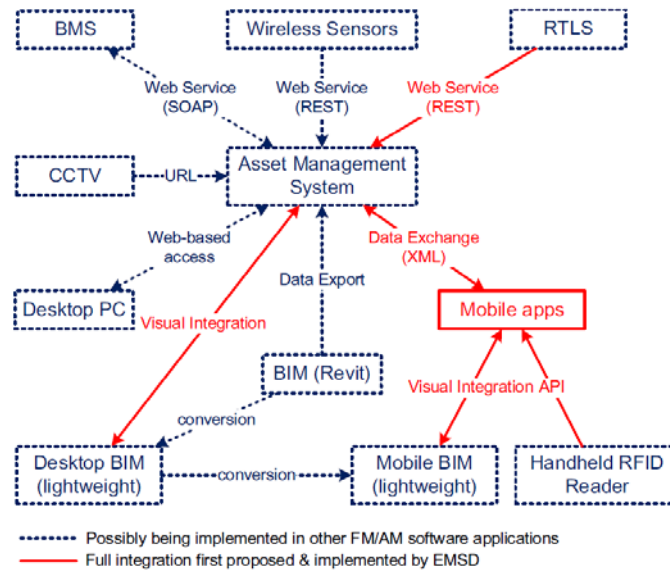 BMS
Wireless Sensors
RTLS
Web Service
(SOAP)
Web Service
(REST)
Web Service
(REST)
CCTV
URL
Asset Management
System
Web-based
access
Data Exchange
(XML)
Data Export
Desktop PC
Visual Integration
Mobile apps
BIM (Revit)
Visual Integration API
conversion
Desktop BIM
(lightweight)
conversion
Mobile BIM
(lightweight)
Handheld RFID
Reader
Possibly being implemented in other FM/AM software applications
Full integration first proposed & implemented by EMSD